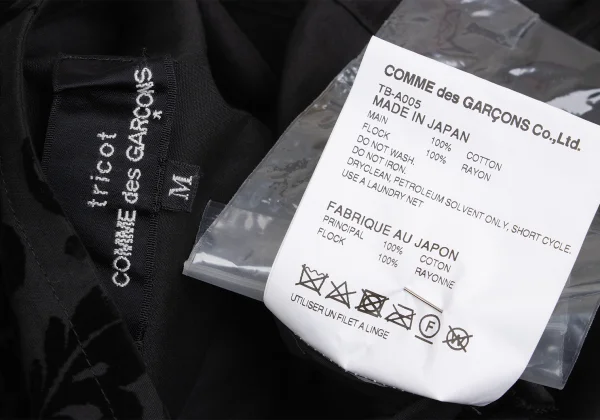 tricot
COMME des GARÇONS
M
COMME des GARÇONS Co.,Ltd.
TB-A005
MADE IN JAPAN
MAIN 100% COTTON
FLOCK 100% RAYON
DO NOT WASH.
DO NOT IRON.
DRYCLEAN, PETROLEUM SOLVENT ONLY, SHORT CYCLE.
USE A LAUNDRY NET
FABRIQUE AU JAPON
PRINCIPAL 100% COTON
FLOCK 100% RAYONNE
F W
UTILISER UN FILET A LINGE